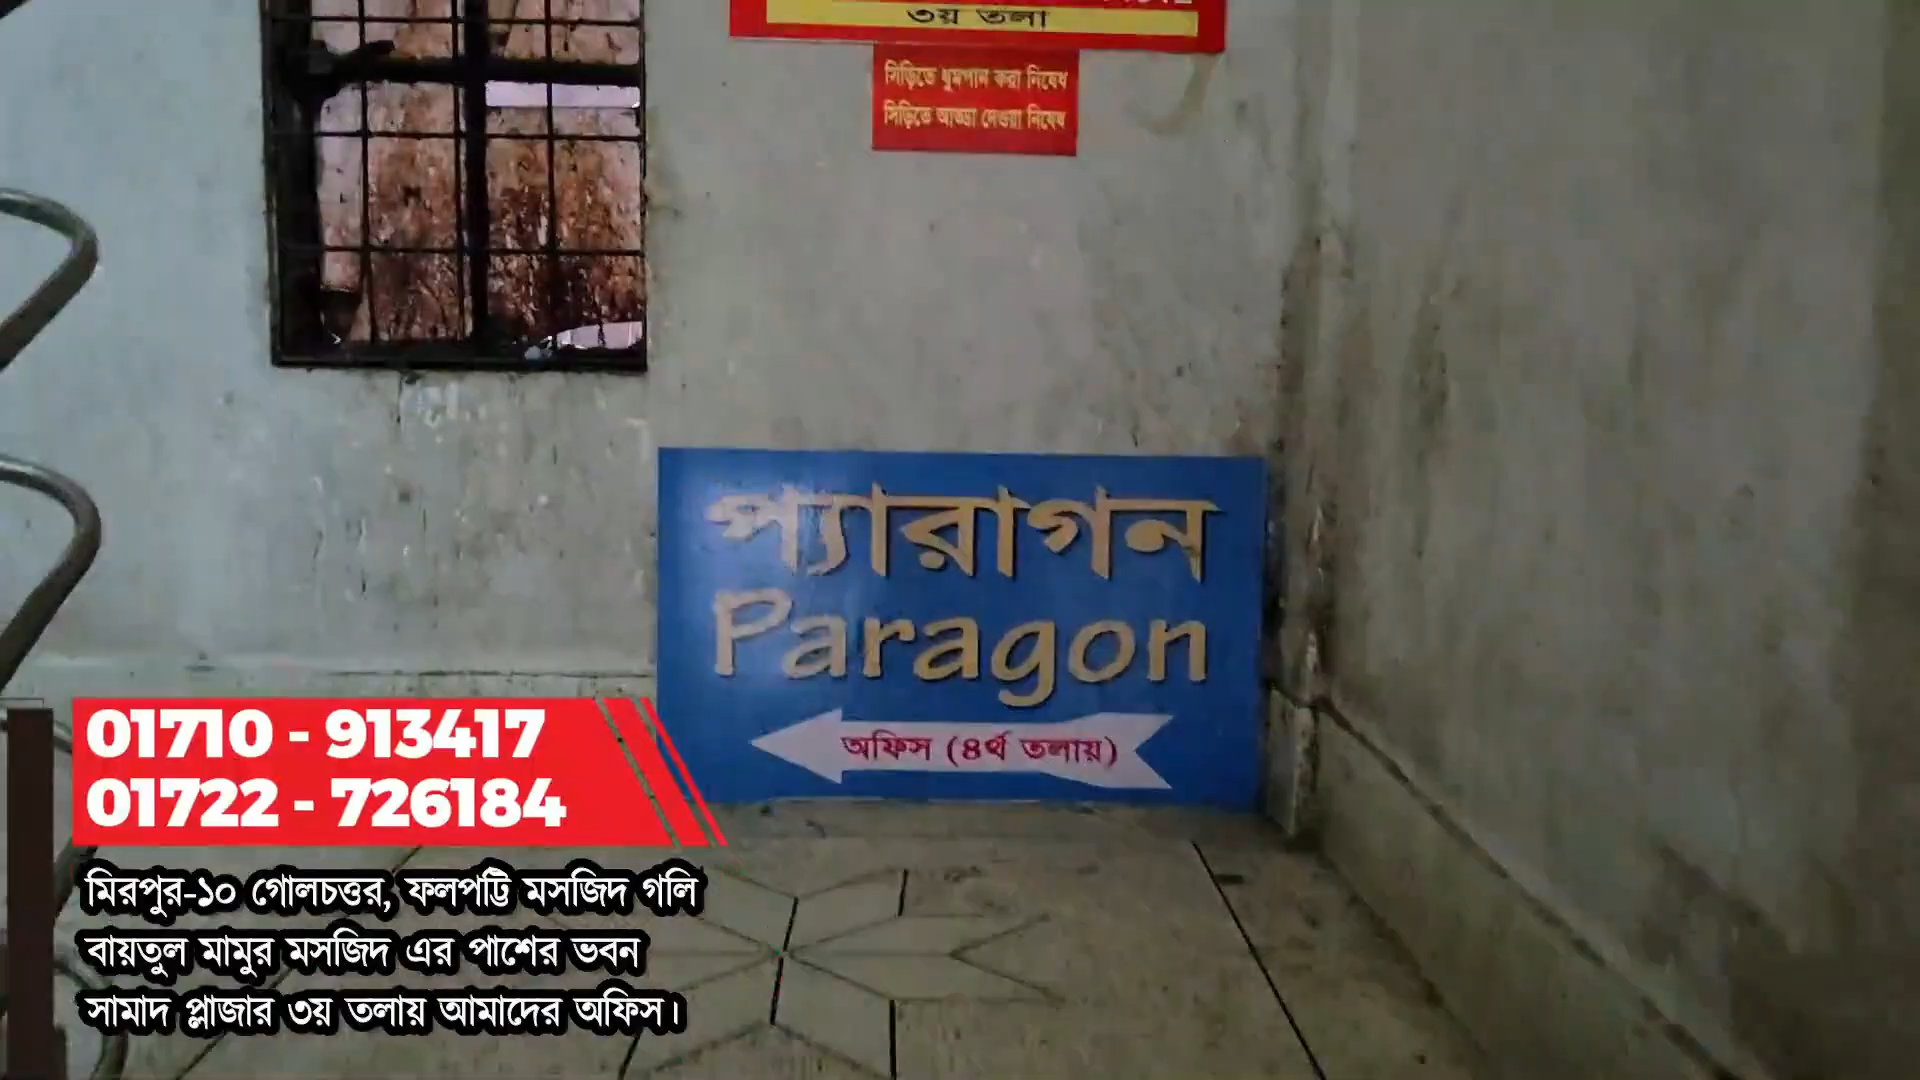 ৩য় তলা
সিড়িতে ধুমপান করা নিষেধ
সিড়িতে আড্ডা দেওয়া নিষেধ
প্যারাগন
Paragon
অফিস (৪র্থ তলায়)
01710 - 913417
01722 - 726184
মিরপুর-১০ গোলচত্তর, ফলপট্টি মসজিদ গলি
বায়তুল মামুর মসজিদ এর পাশের ভবন
সামাদ প্লাজার ৩য় তলায় আমাদের অফিস।